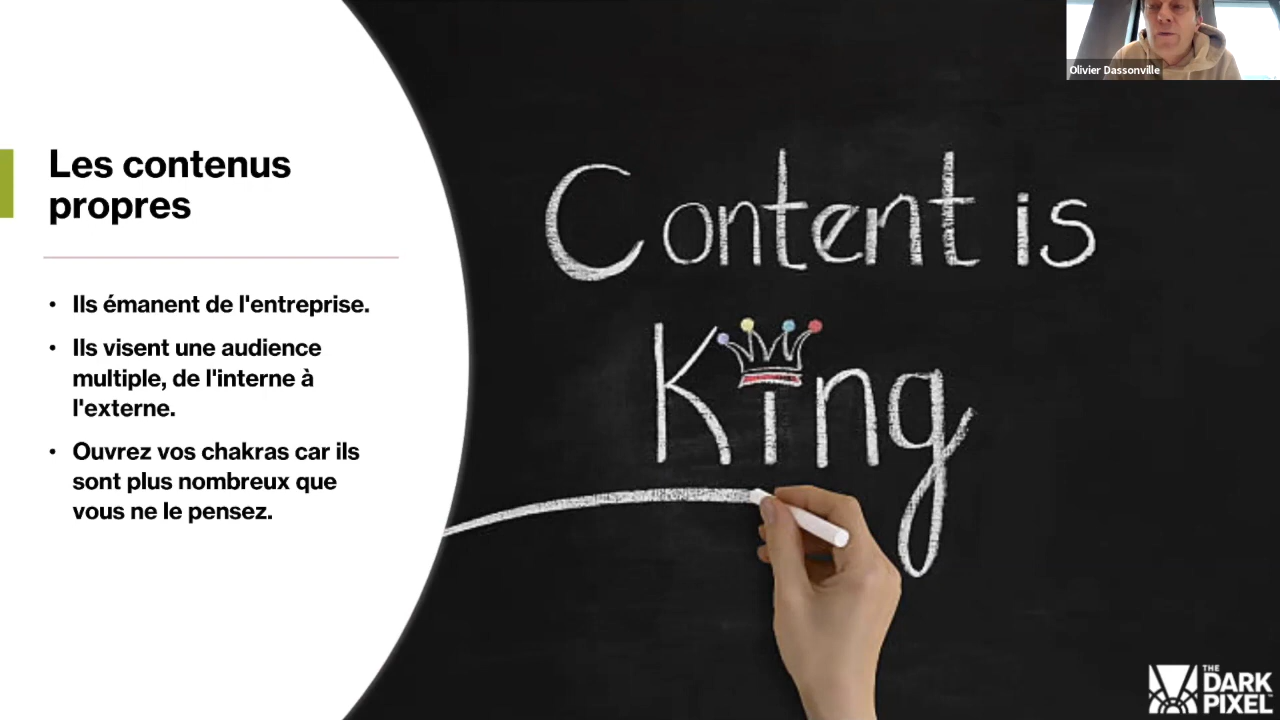 Olivier Dassonville
Les contenus
propres
• Ils émanent de l'entreprise.
• Ils visent une audience
multiple, de l'interne à
l'externe.
• Ouvrez vos chakras car ils
sont plus nombreux que
vous ne le pensez.
Content is
King
THE
DARK
PIXEL